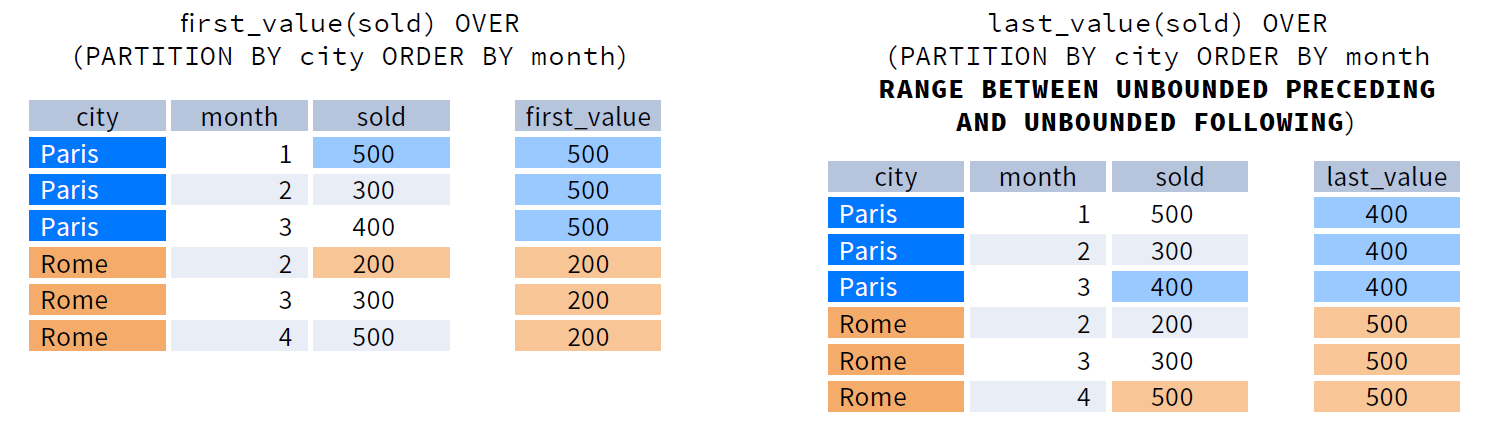 first_value(sold) OVER
(PARTITION BY city ORDER BY month)
city month sold first_value
Paris 1 500 500
Paris 2 300 500
Paris 3 400 500
Rome 2 200 200
Rome 3 300 200
Rome 4 500 200
last_value(sold) OVER
(PARTITION BY city ORDER BY month
RANGE BETWEEN UNBOUNDED PRECEDING
AND UNBOUNDED FOLLOWING)
city month sold last_value
Paris 1 500 400
Paris 2 300 400
Paris 3 400 400
Rome 2 200 500
Rome 3 300 500
Rome 4 500 500